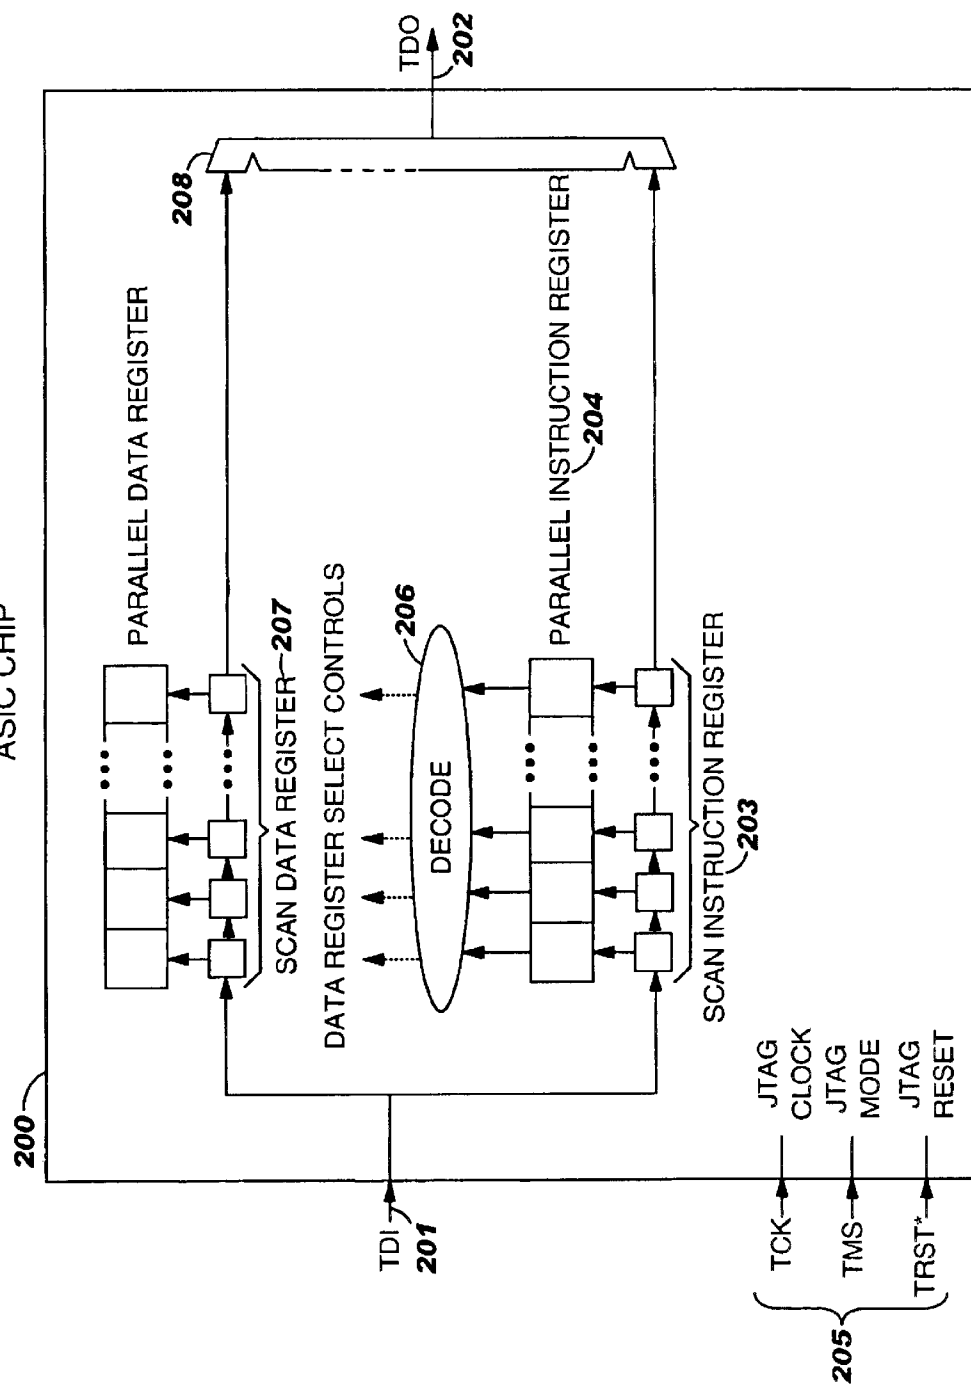 ASIC CHIP
200
TDI
201
TDO
202
208
PARALLEL DATA REGISTER
SCAN DATA REGISTER
207
DATA REGISTER SELECT CONTROLS
206
DECODE
PARALLEL INSTRUCTION REGISTER
204
SCAN INSTRUCTION REGISTER
203
TCK
JTAG
CLOCK
TMS
JTAG
MODE
TRST*
JTAG
RESET
205